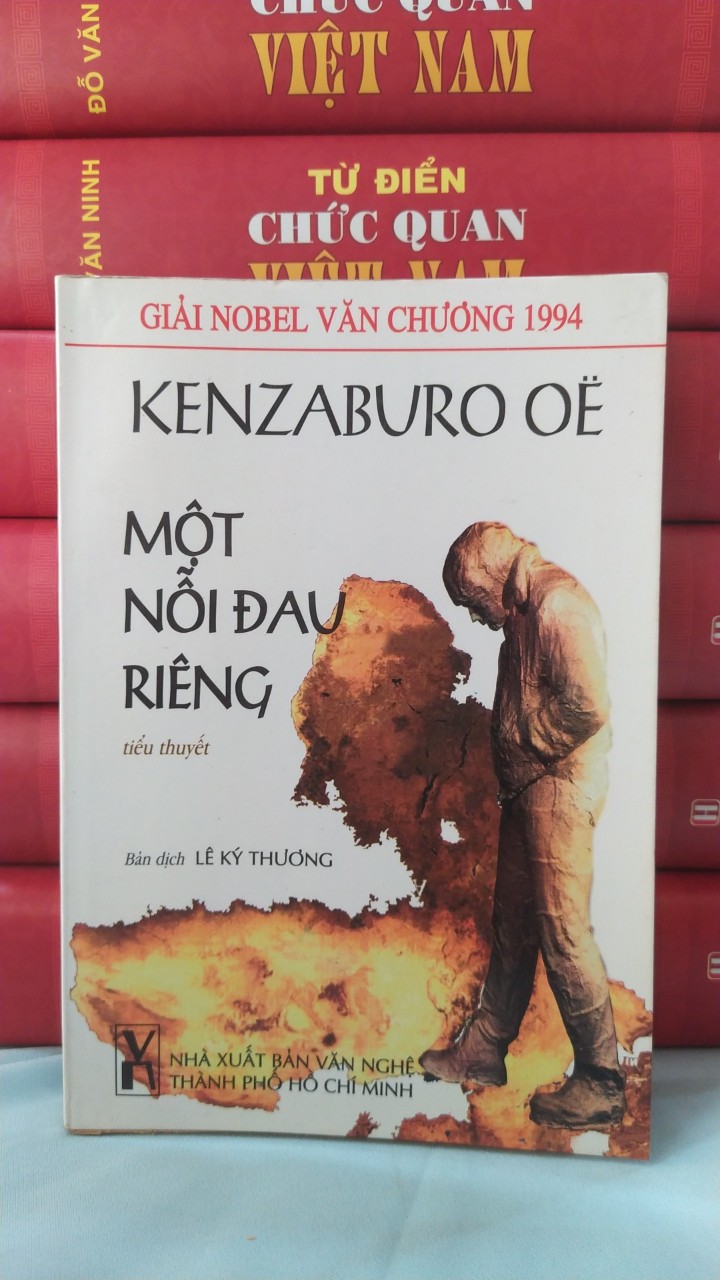 CHỨC QUAN
VIỆT NAM
ĐỖ VĂN
TỪ ĐIỂN
CHỨC QUAN
VIỆT NAM
VĂN NINH
GIẢI NOBEL VĂN CHƯƠNG 1994
KENZABURO OË
MỘT
NỖI ĐAU
RIÊNG
tiểu thuyết
Bản dịch LÊ KÝ THƯƠNG
NHÀ XUẤT BẢN VĂN NGHỆ
THÀNH PHỐ HỒ CHÍ MINH